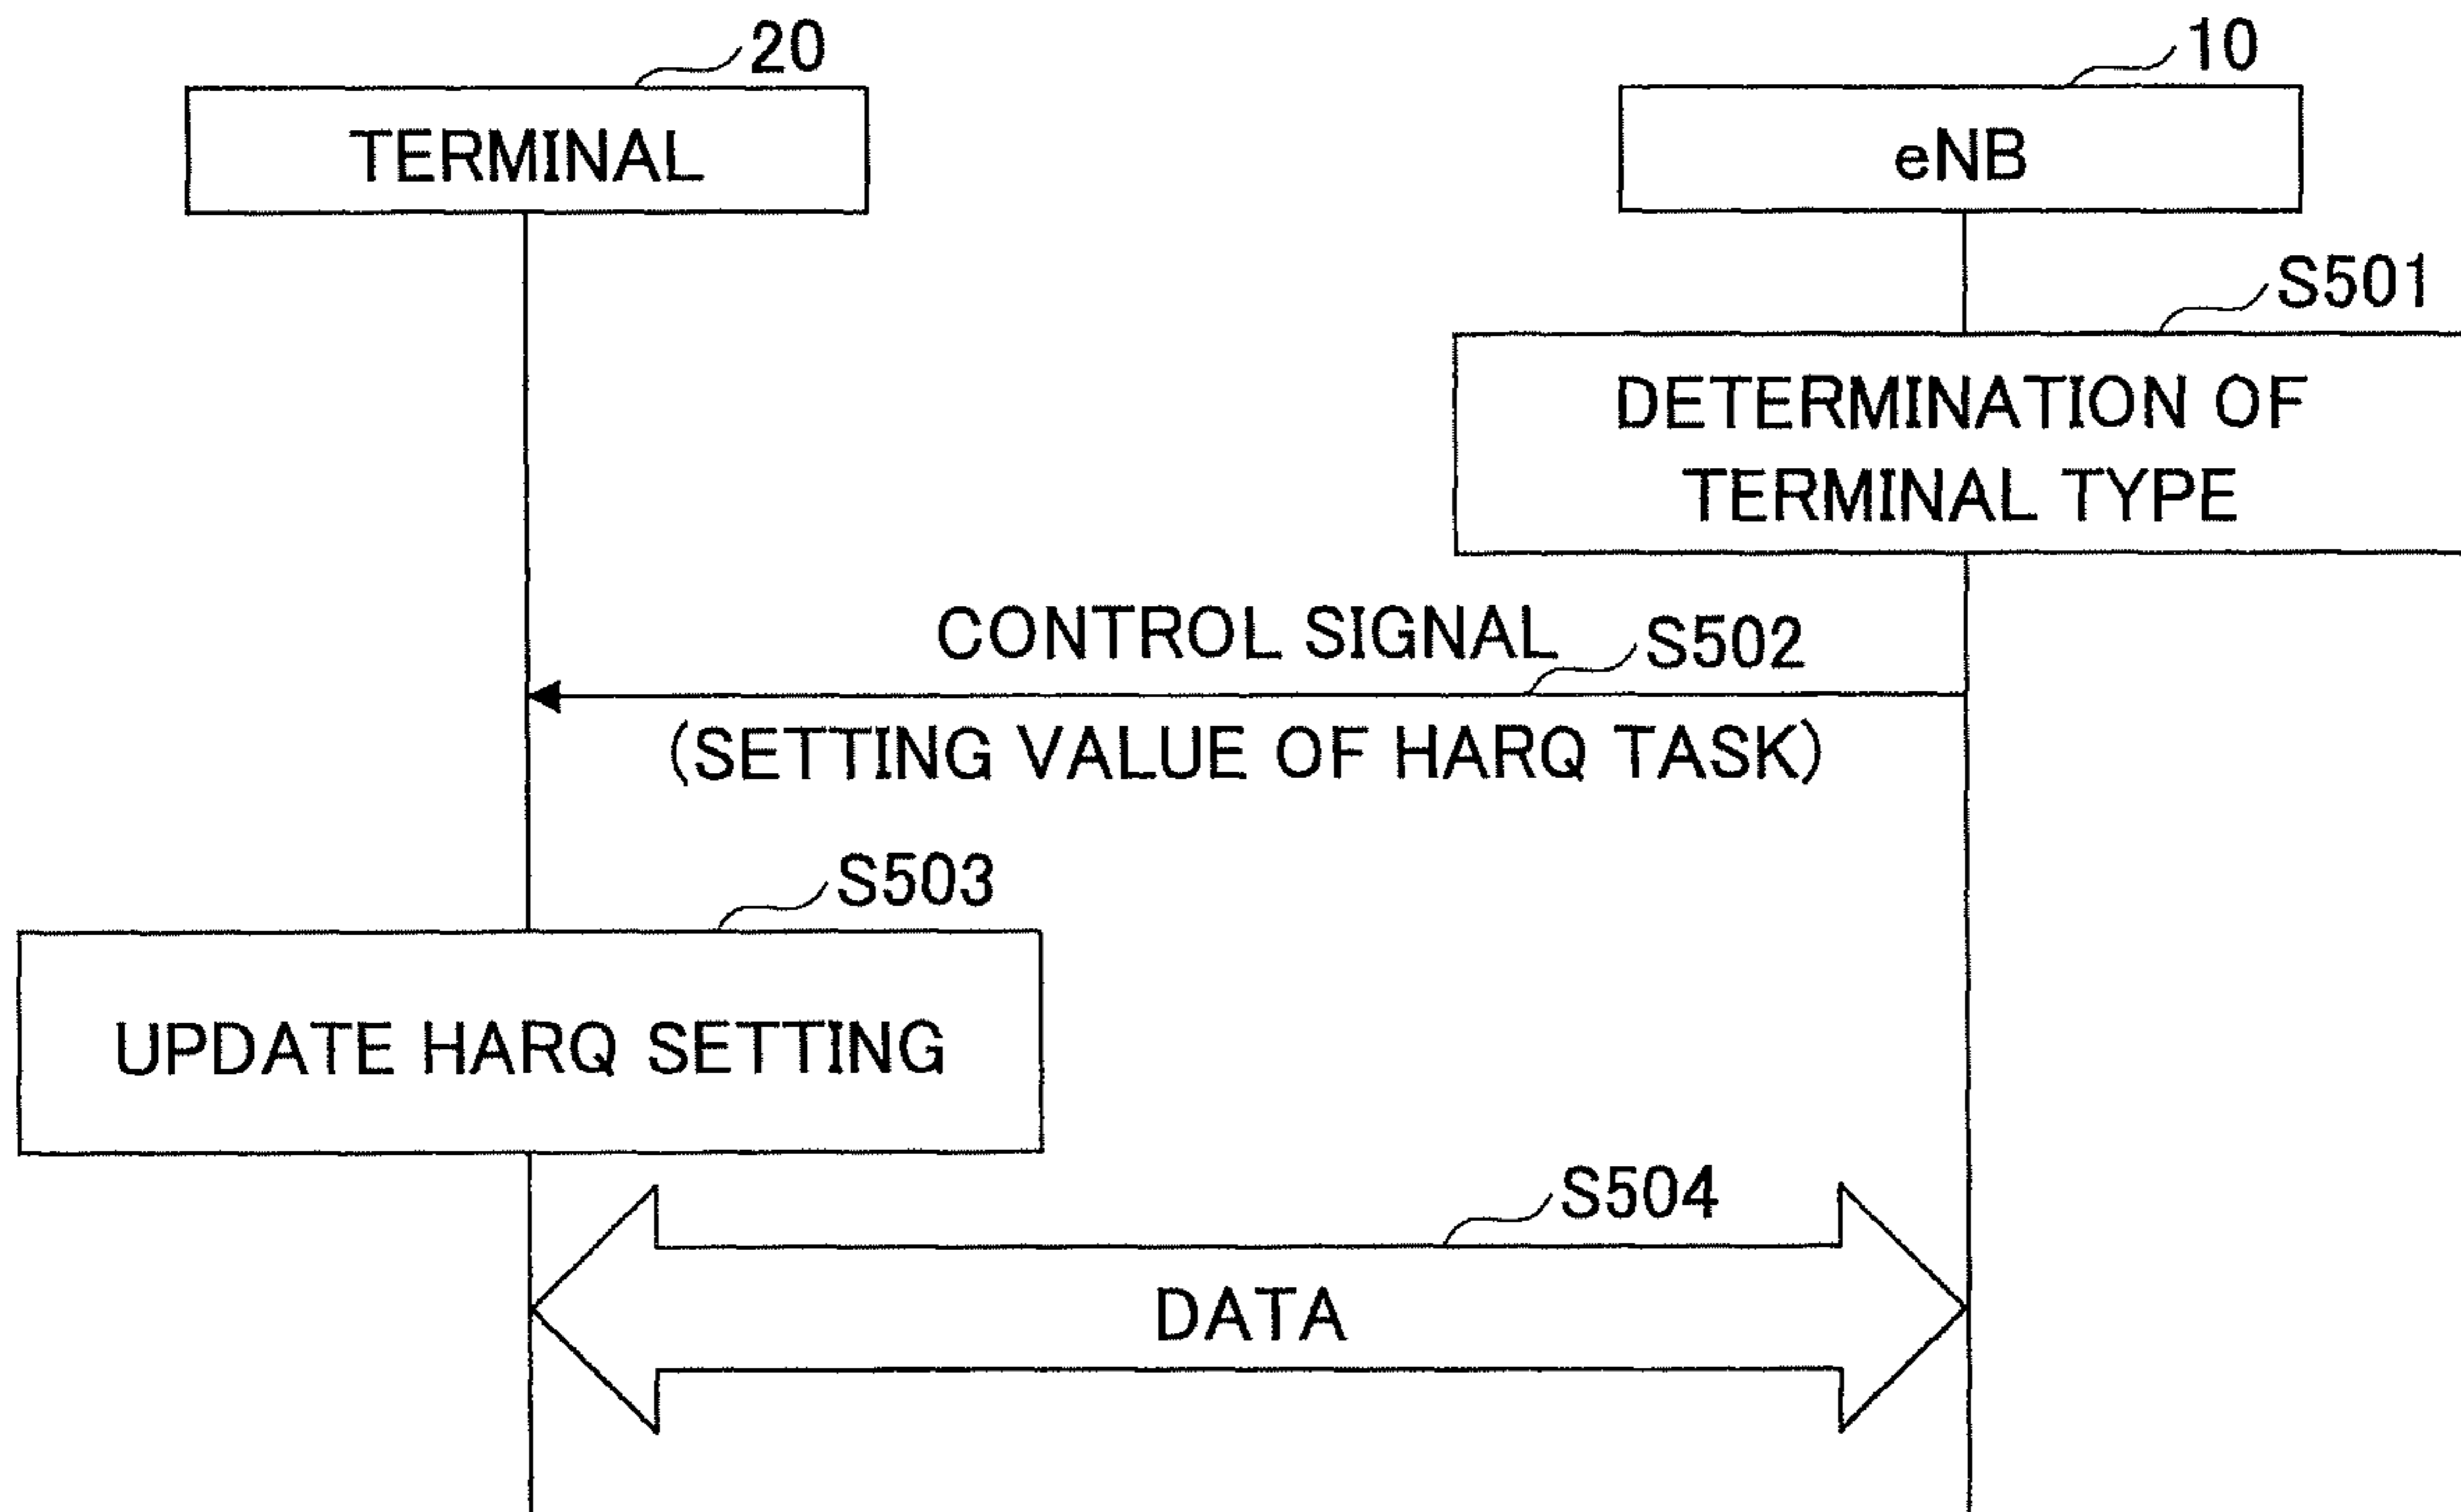 20
10
TERMINAL
eNB
S501
DETERMINATION OF
TERMINAL TYPE
CONTROL SIGNAL
S502
(SETTING VALUE OF HARQ TASK)
S503
UPDATE HARQ SETTING
S504
DATA